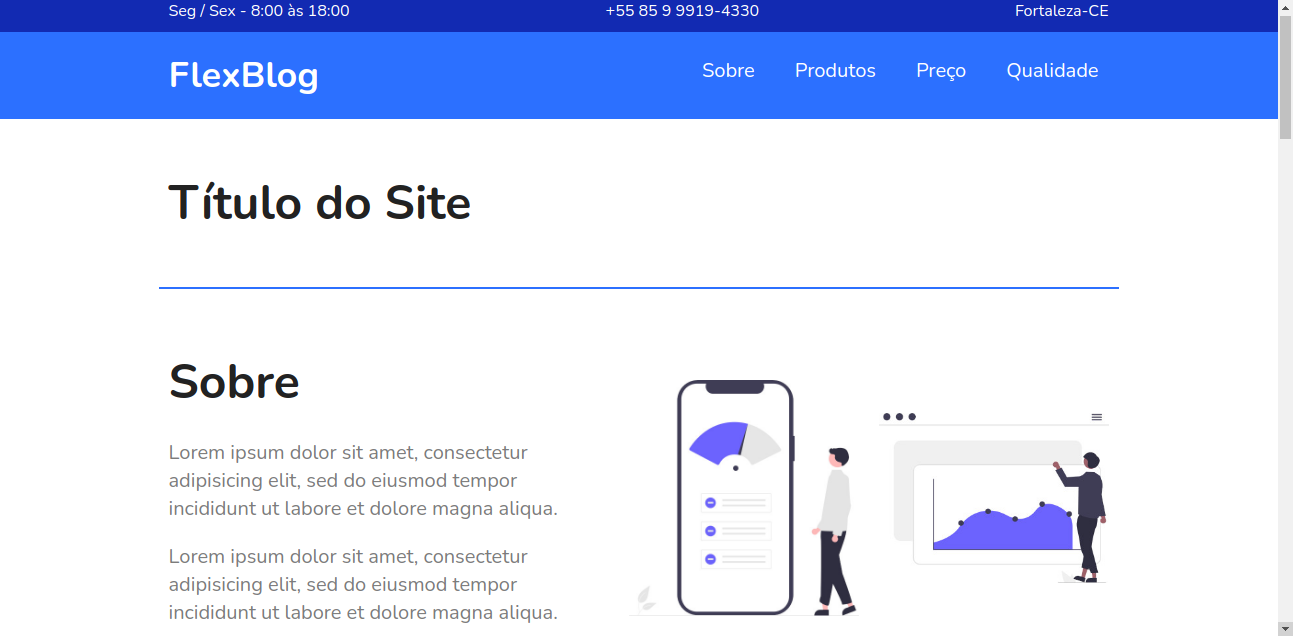 Seg / Sex - 8:00 às 18:00
+55 85 9 9919-4330
Fortaleza-CE
FlexBlog
Sobre
Produtos
Preço
Qualidade
Título do Site
Sobre
Lorem ipsum dolor sit amet, consectetur
adipisicing elit, sed do eiusmod tempor
incididunt ut labore et dolore magna aliqua.
Lorem ipsum dolor sit amet, consectetur
adipisicing elit, sed do eiusmod tempor
incididunt ut labore et dolore magna aliqua.